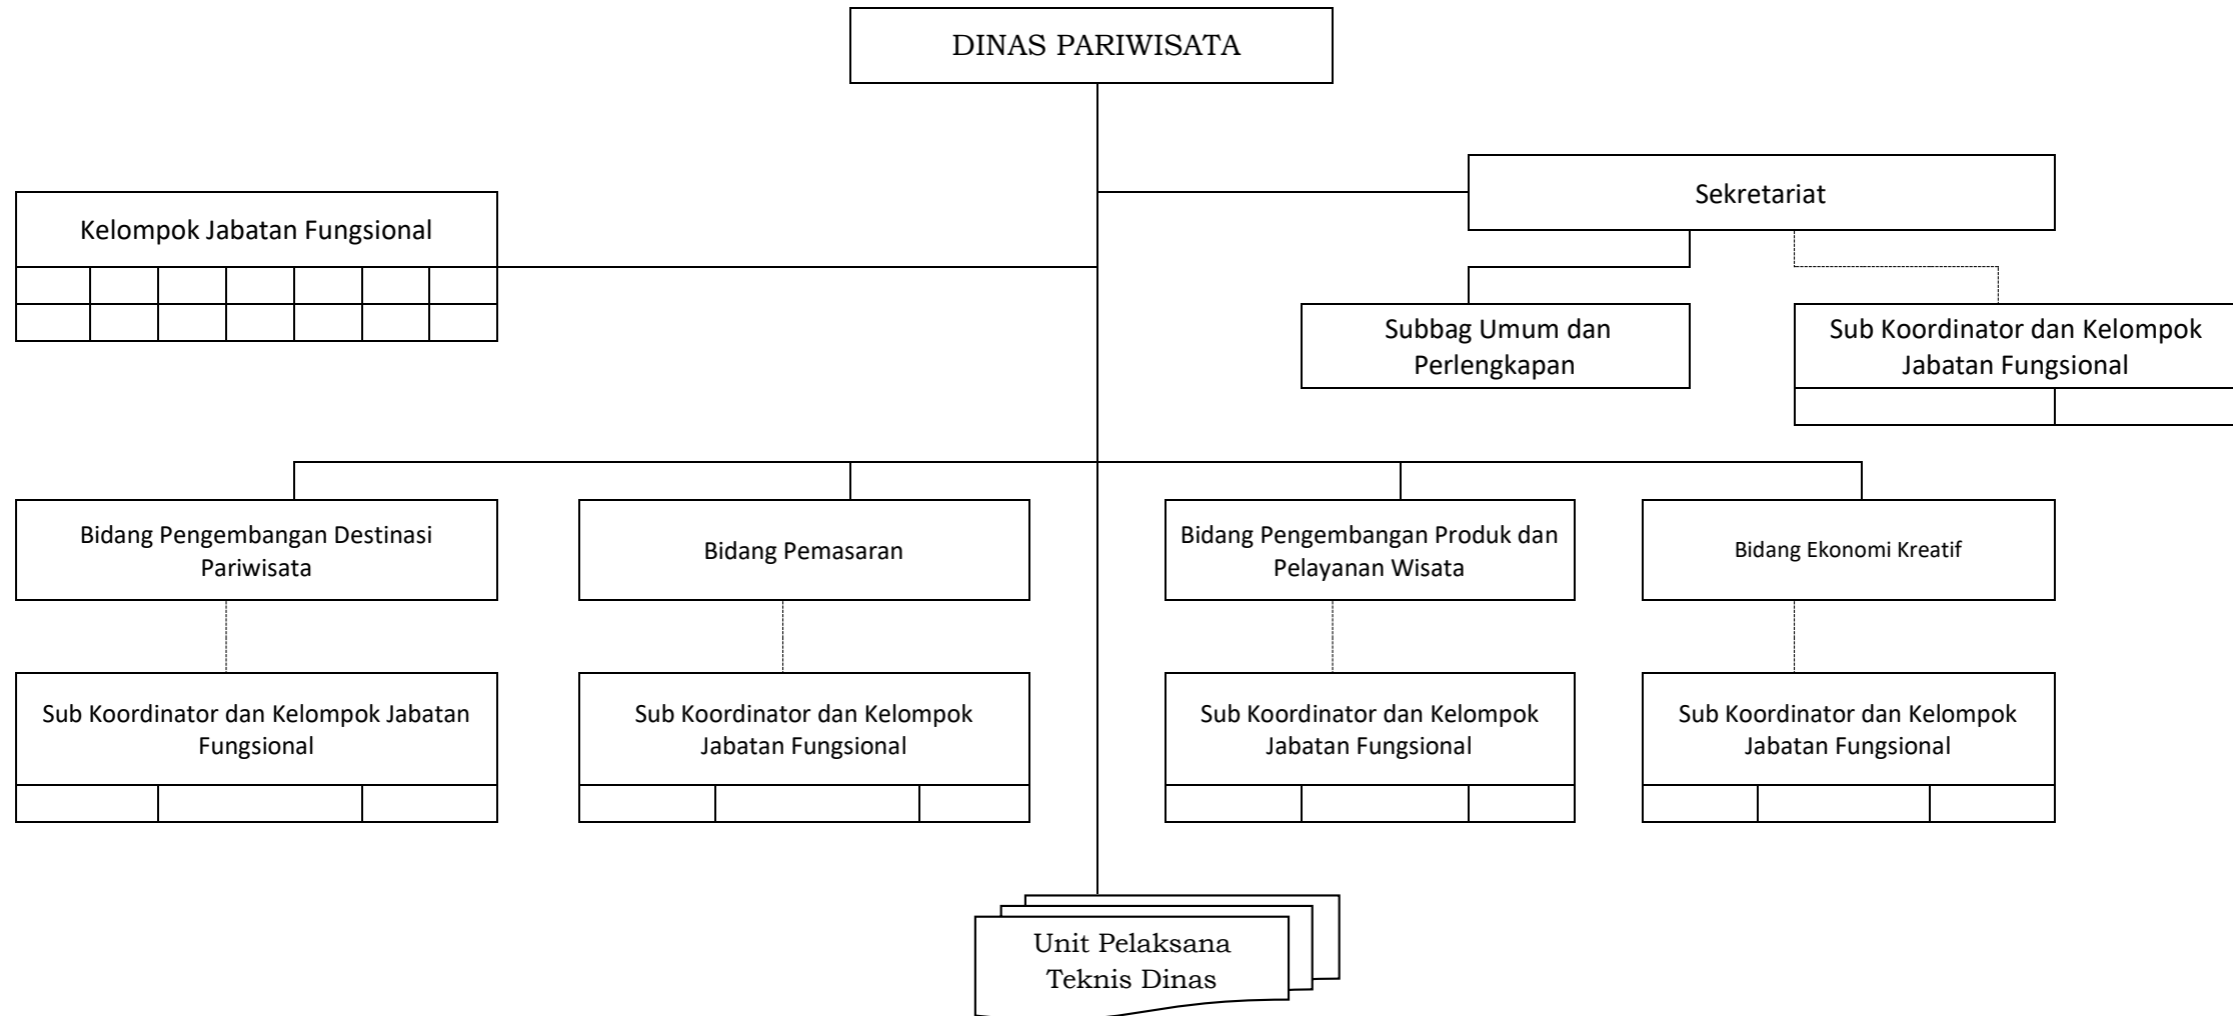 DINAS PARIWISATA
Sekretariat
Kelompok Jabatan Fungsional
Subbag Umum dan
Perlengkapan
Sub Koordinator dan Kelompok
Jabatan Fungsional
Bidang Pengembangan Destinasi
Pariwisata
Bidang Pemasaran
Bidang Pengembangan Produk dan
Pelayanan Wisata
Bidang Ekonomi Kreatif
Sub Koordinator dan Kelompok Jabatan
Fungsional
Sub Koordinator dan Kelompok
Jabatan Fungsional
Sub Koordinator dan Kelompok
Jabatan Fungsional
Sub Koordinator dan Kelompok
Jabatan Fungsional
Unit Pelaksana
Teknis Dinas